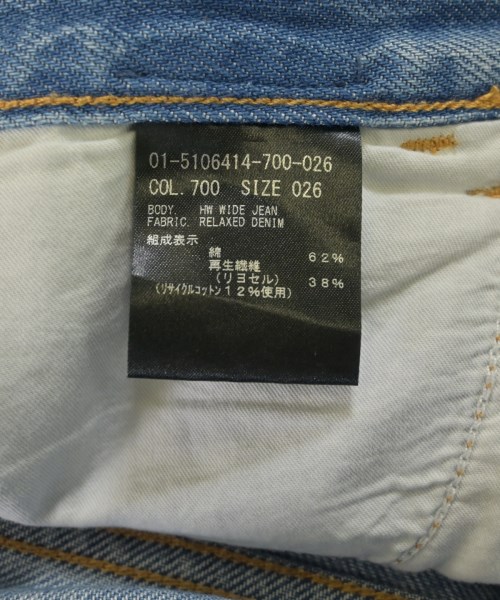 01-5106414-700-026
COL.700 SIZE 026
BODY. HW WIDE JEAN
FABRIC. RELAXED DENIM
組成表示
綿 62%
再生繊維
(リヨセル) 38%
(リサイクルコットン12%使用)